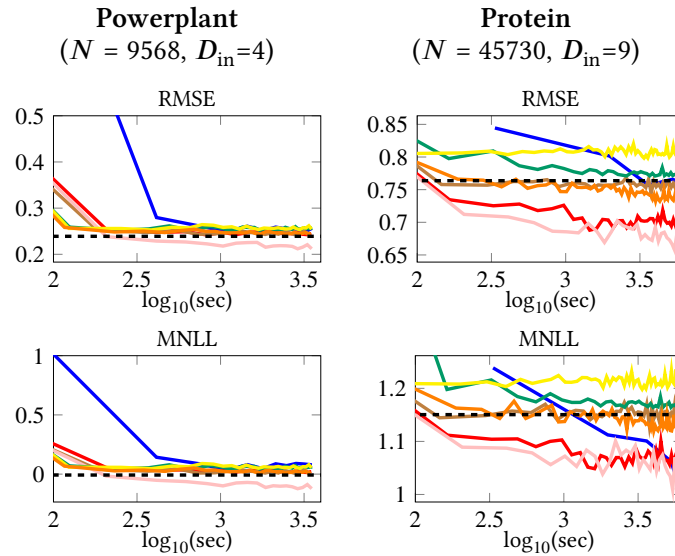 Powerplant
(N = 9568, D_in=4)
Protein
(N = 45730, D_in=9)
RMSE
0.5
0.4
0.3
0.2
2
2.5
3
3.5
log10(sec)
RMSE
0.85
0.8
0.75
0.7
0.65
2
2.5
3
3.5
log10(sec)
MNLL
1
0.5
0
2
2.5
3
3.5
log10(sec)
MNLL
1.2
1.1
1
2
2.5
3
3.5
log10(sec)